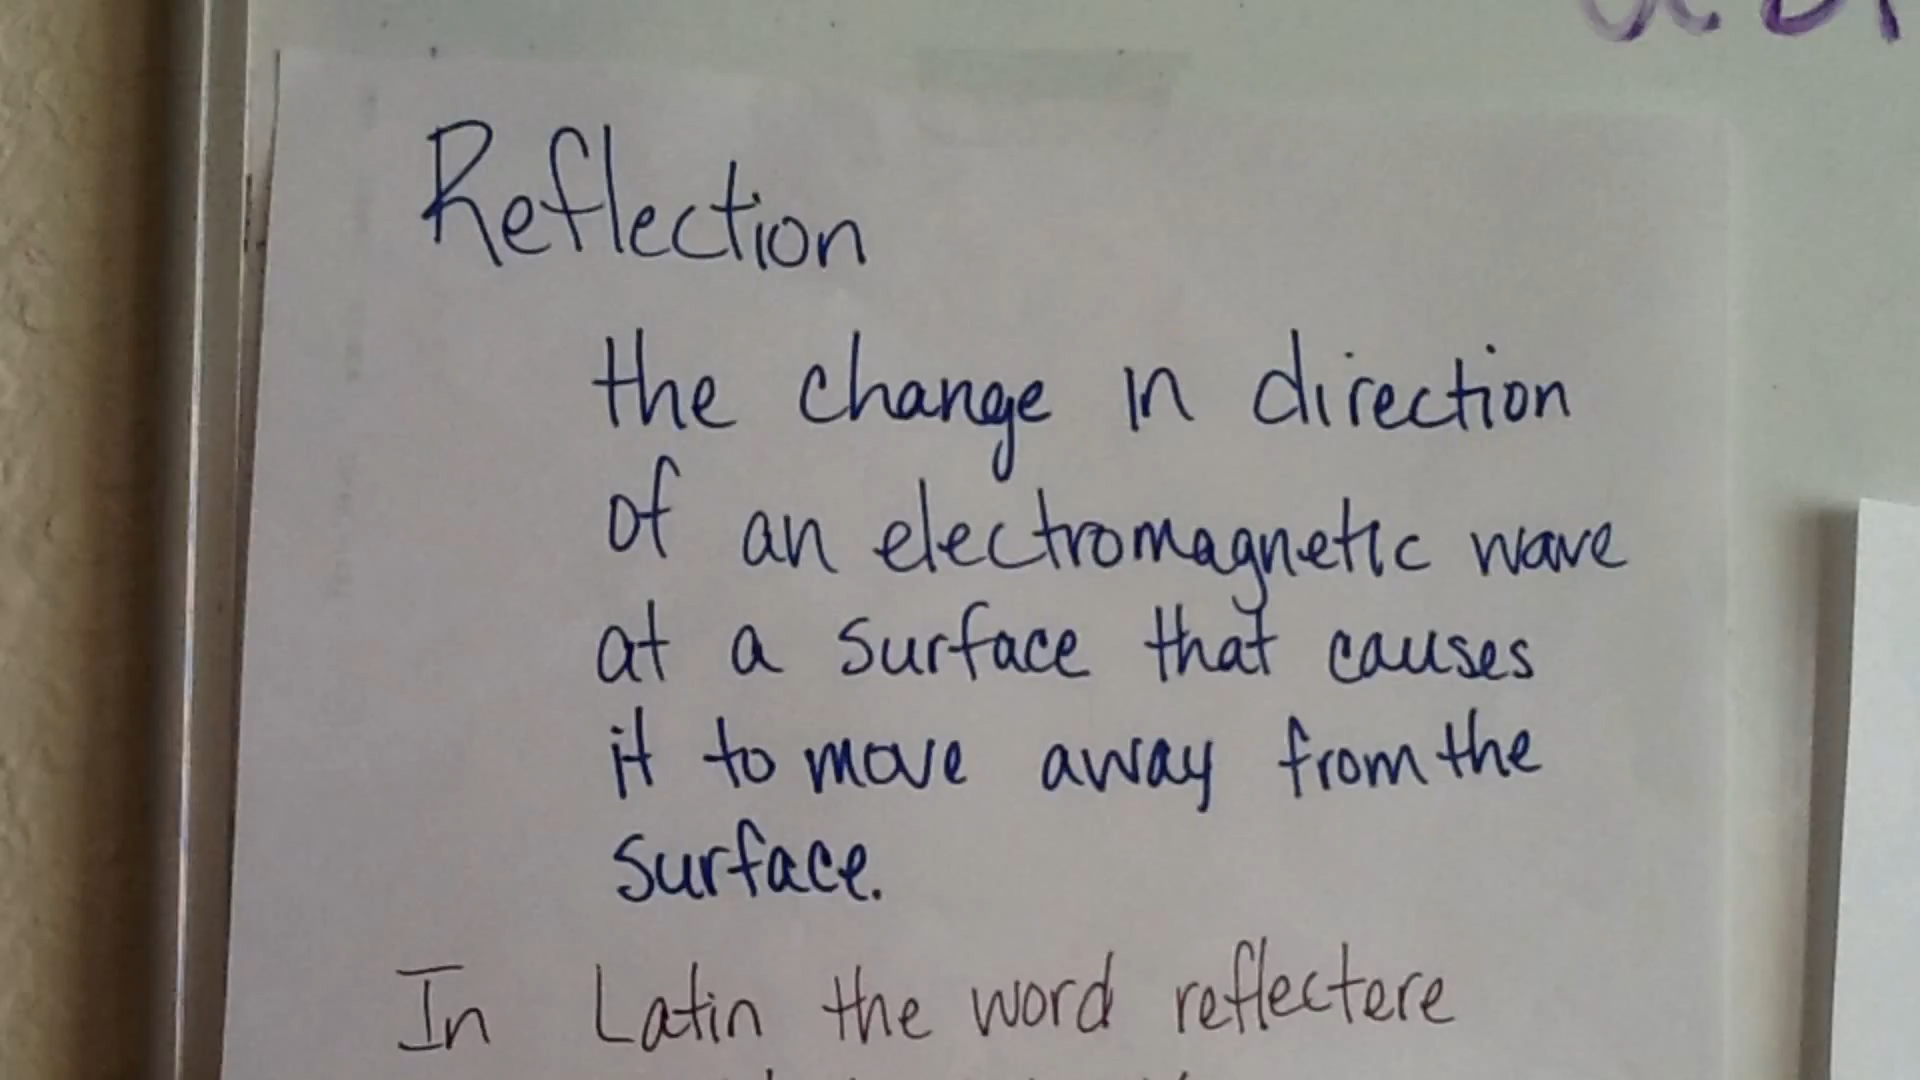 Reflection
the change in direction
of an electromagnetic wave
at a surface that causes
it to move away from the
surface.
In Latin the word reflectere